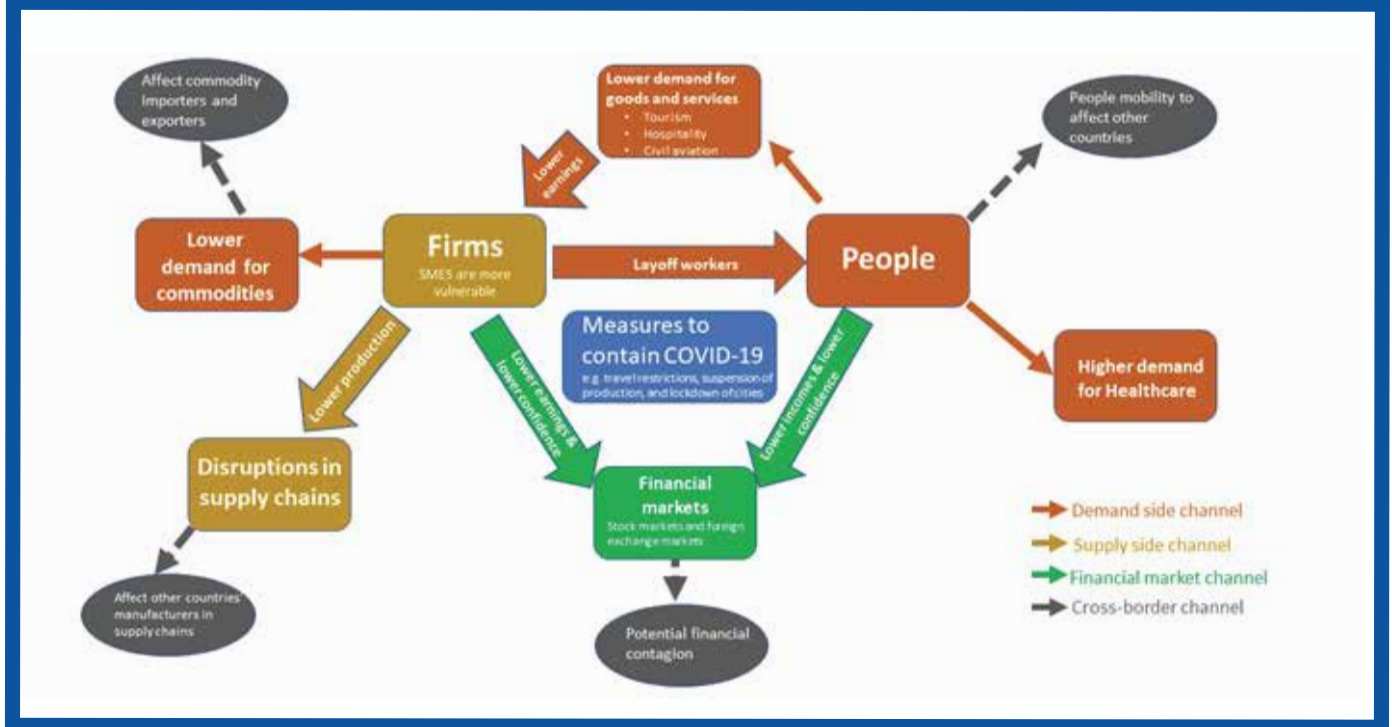 Affect commodity
importers and
exporters
Lower demand for
goods and services
• Tourism
• Hospitality
• Civil aviation
People mobility to
affect other
countries
Lower
earnings
Lower
demand for
commodities
Firms
SMES are more
vulnerable
Layoff workers
People
Measures to
contain COVID-19
e.g. travel restrictions, suspension of
production, and lockdown of cities
Lower production
Lower earnings &
lower confidence
Lower incomes & lower
confidence
Higher demand
for Healthcare
Disruptions in
supply chains
Financial
markets
Stock markets and foreign
exchange markets
Demand side channel
Supply side channel
Financial market channel
Cross-border channel
Affect other countries'
manufacturers in
supply chains
Potential financial
contagion